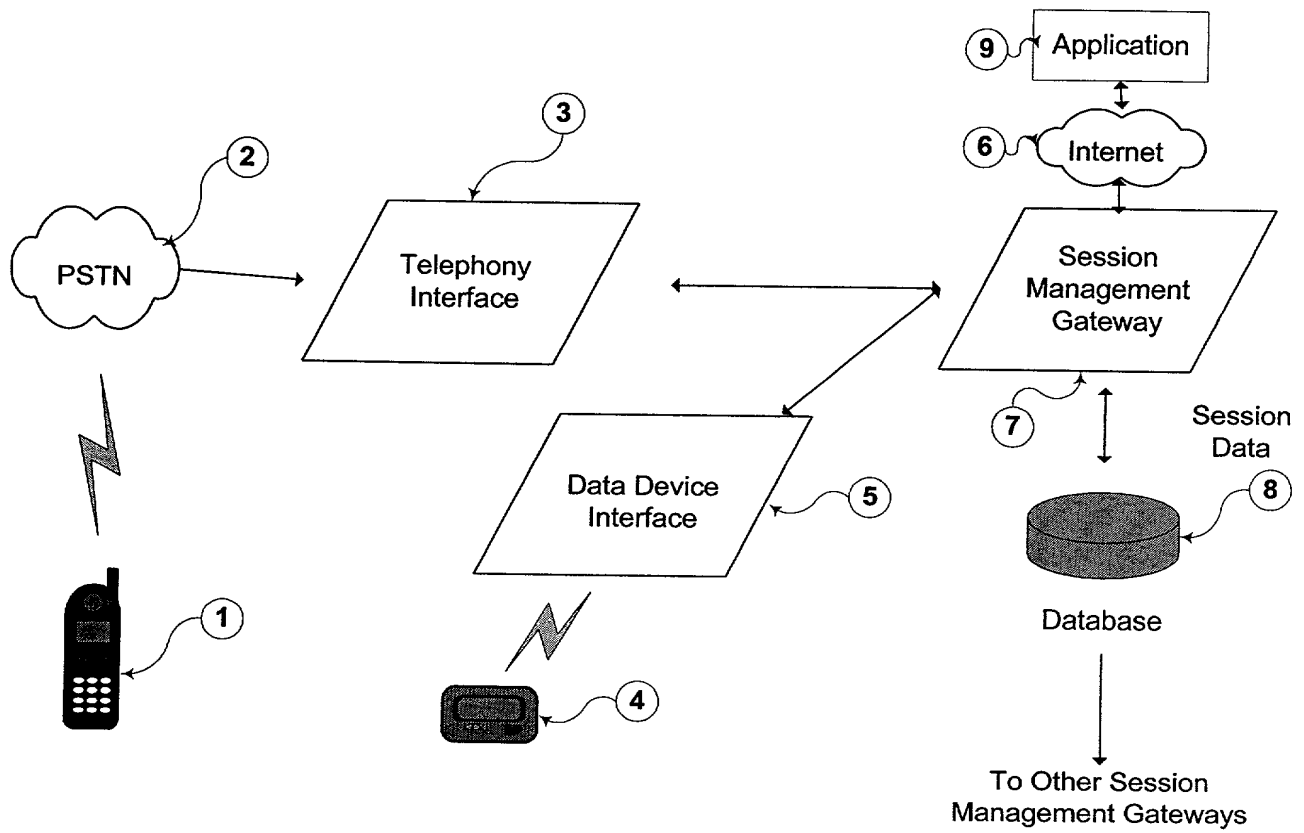 9
Application
3
2
6
Internet
PSTN
Telephony
Interface
Session
Management
Gateway
7
Session
Data
Data Device
Interface
5
8
1
Database
4
To Other Session
Management Gateways